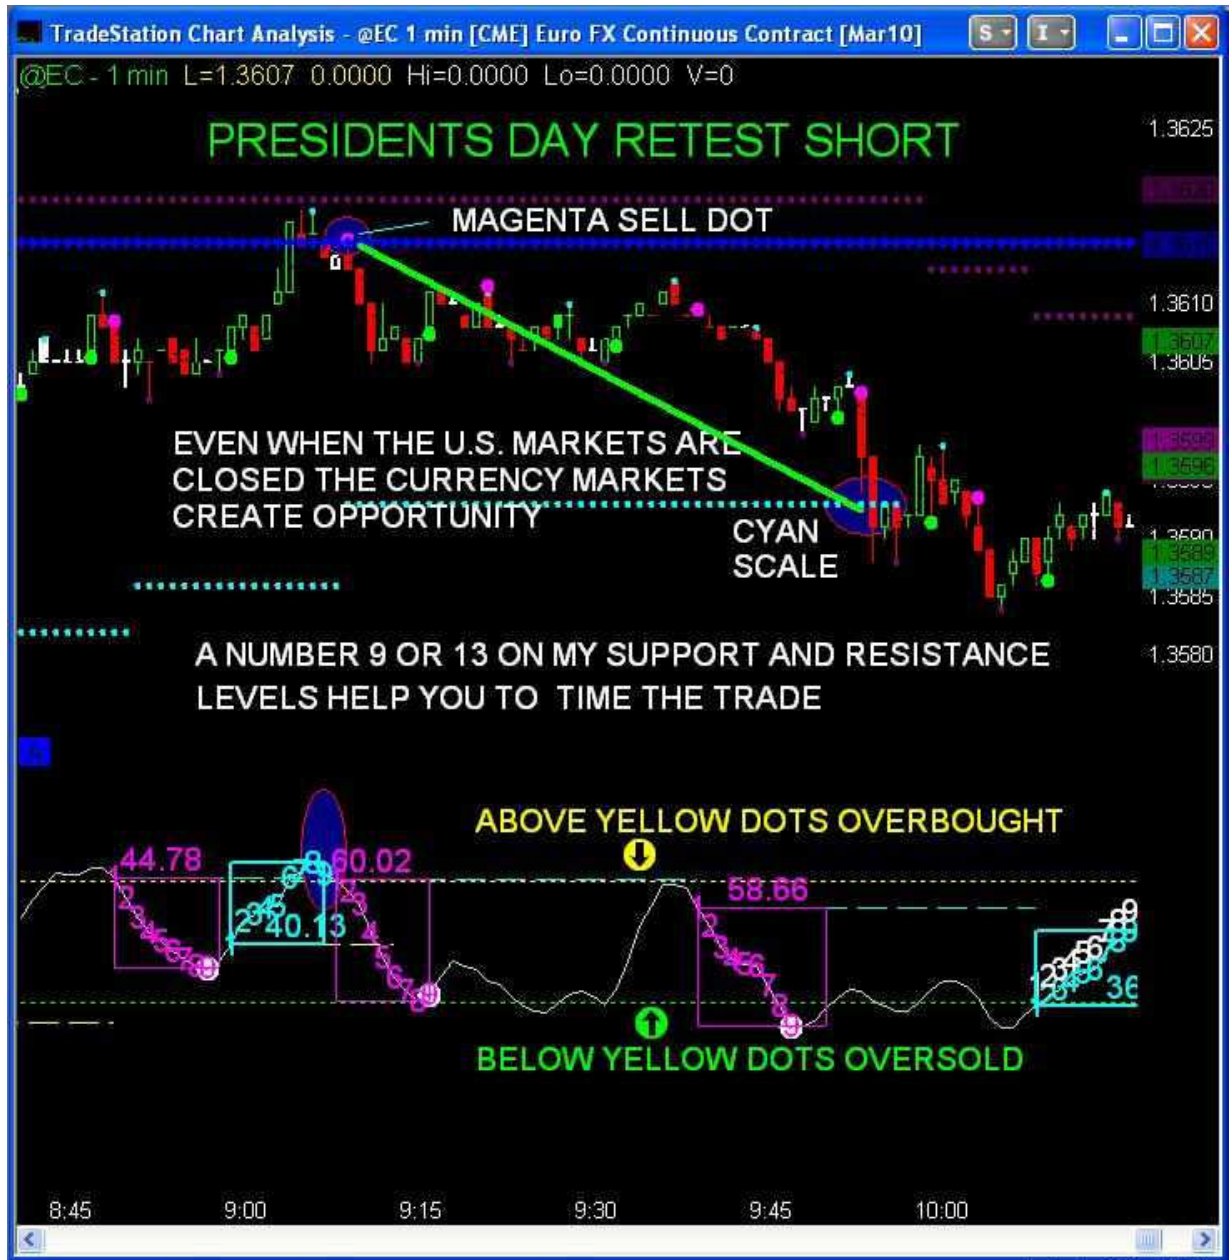 TradeStation Chart Analysis - @EC 1 min [CME] Euro FX Continuous Contract [Mar10]
S
I
@EC - 1 min L=1.3607 0.0000 Hi=0.0000 Lo=0.0000 V=0
PRESIDENTS DAY RETEST SHORT
1.3625
MAGENTA SELL DOT
1.3610
1.3607
1.3605
EVEN WHEN THE U.S. MARKETS ARE
CLOSED THE CURRENCY MARKETS
CREATE OPPORTUNITY
1.3599
1.3596
CYAN
SCALE
1.3590
1.3589
1.3587
1.3585
A NUMBER 9 OR 13 ON MY SUPPORT AND RESISTANCE
LEVELS HELP YOU TO TIME THE TRADE
1.3580
ABOVE YELLOW DOTS OVERBOUGHT
44.78
60.02
58.66
40.13
36
BELOW YELLOW DOTS OVERSOLD
8:45 9:00 9:15 9:30 9:45 10:00